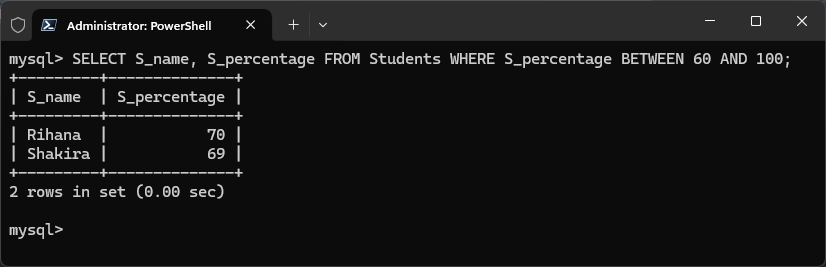 Administrator: PowerShell
mysql> SELECT S_name, S_percentage FROM Students WHERE S_percentage BETWEEN 60 AND 100;
+---------+--------------+
| S_name  | S_percentage |
+---------+--------------+
| Rihana  |           70 |
| Shakira |           69 |
+---------+--------------+
2 rows in set (0.00 sec)
mysql>